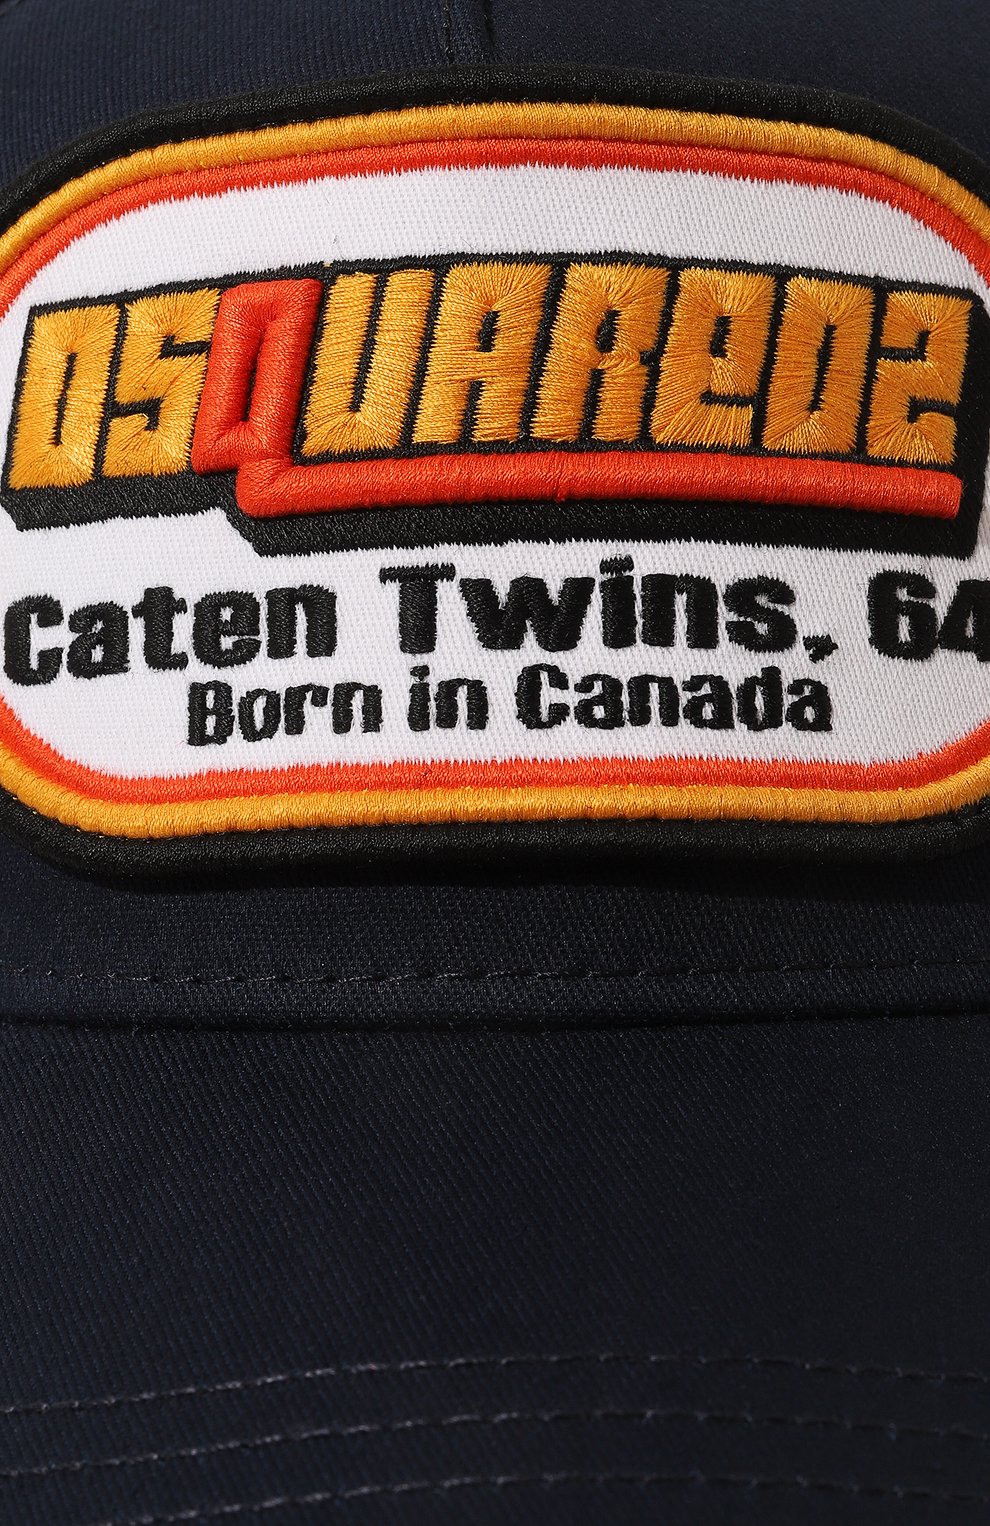 DSQUARED2
Caten Twins, 64
Born in Canada